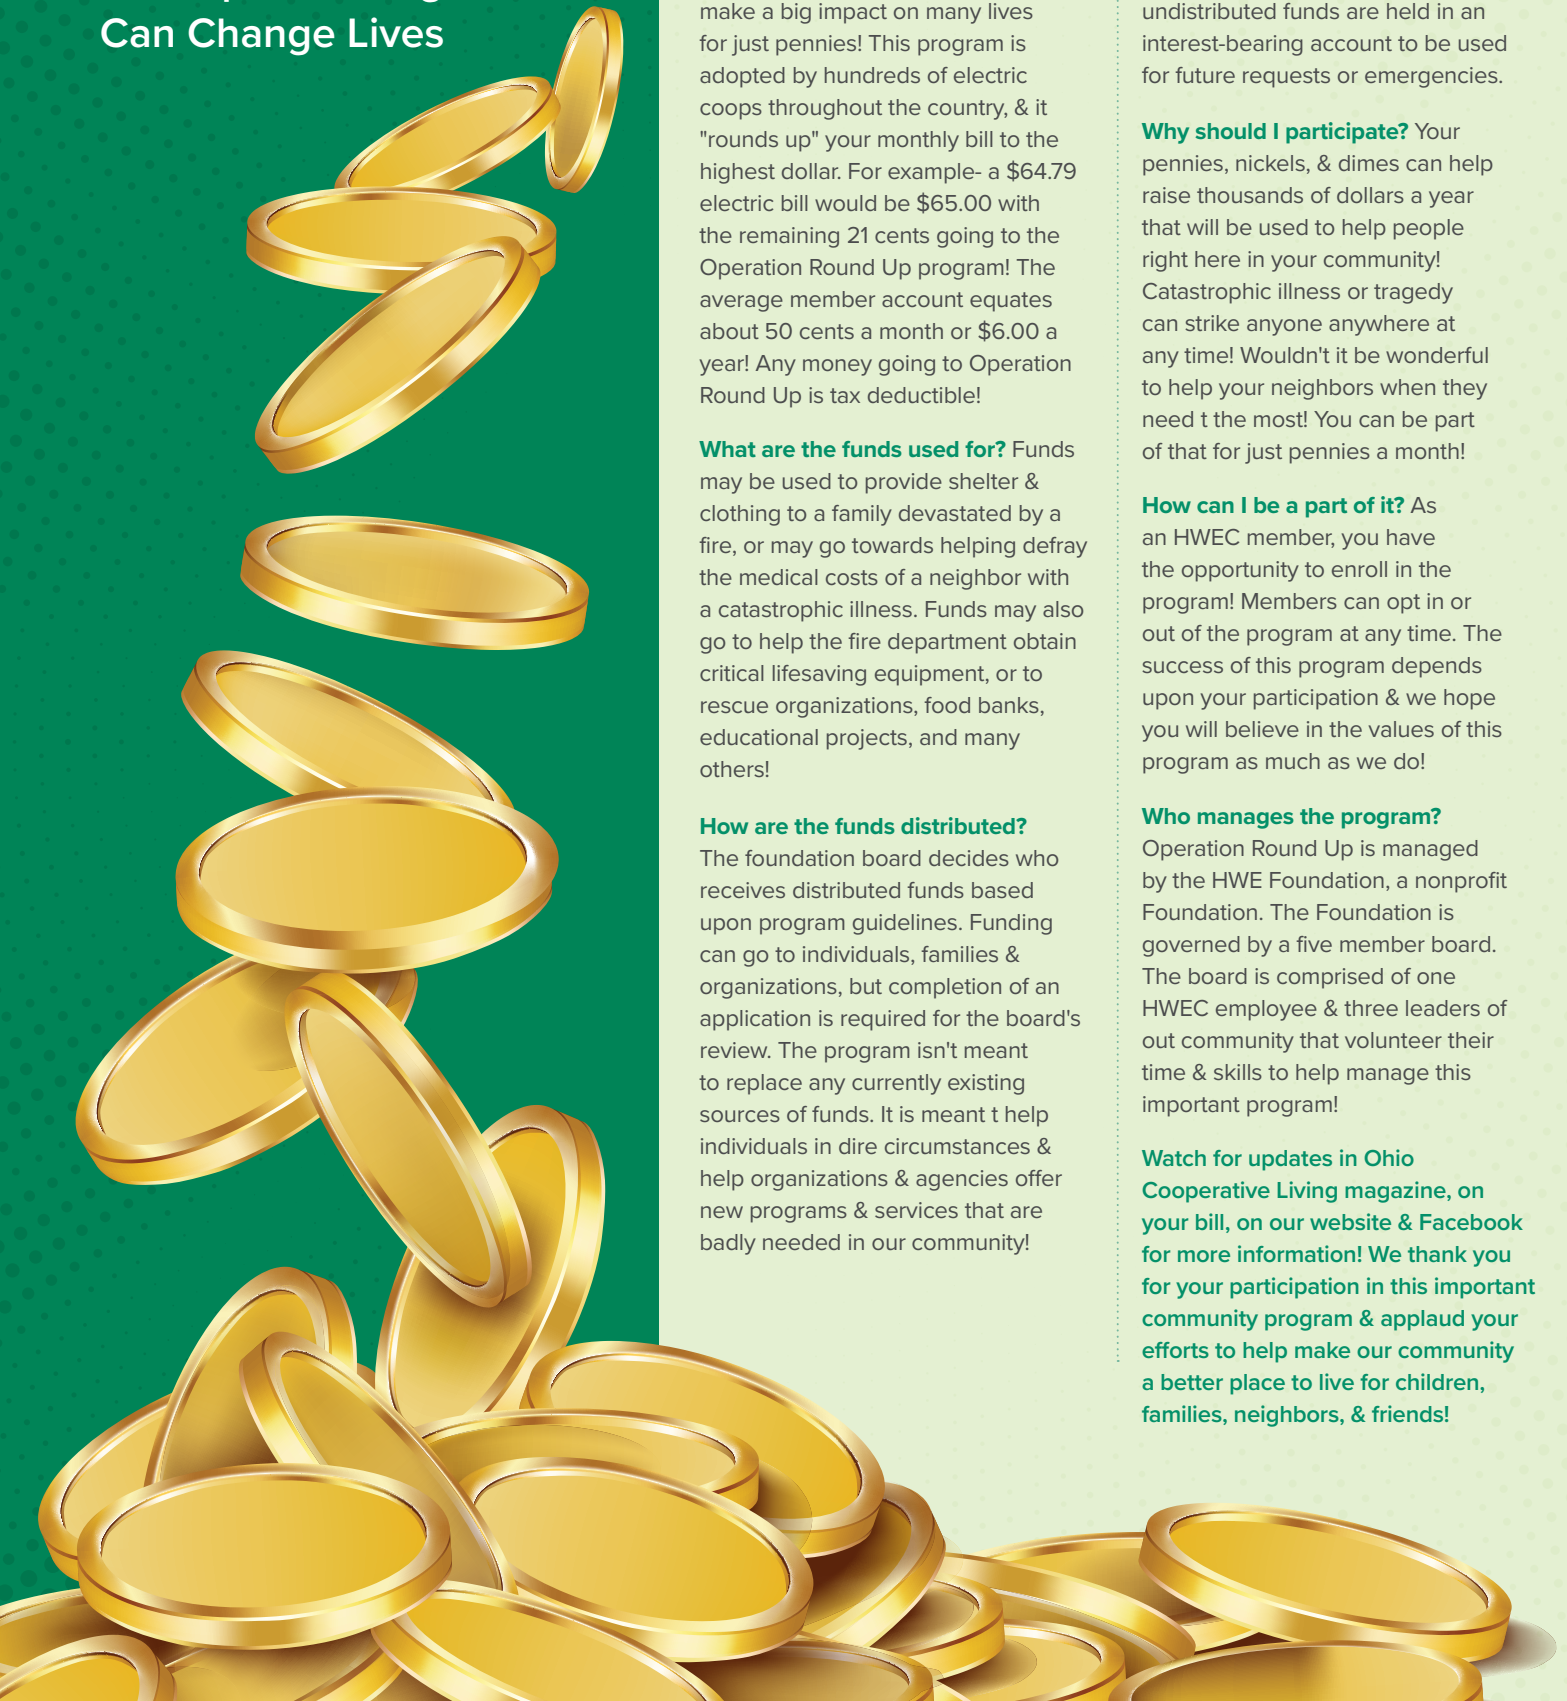 Can Change Lives
make a big impact on many lives
for just pennies! This program is
adopted by hundreds of electric
coops throughout the country, & it
"rounds up" your monthly bill to the
highest dollar. For example- a $64.79
electric bill would be $65.00 with
the remaining 21 cents going to the
Operation Round Up program! The
average member account equates
about 50 cents a month or $6.00 a
year! Any money going to Operation
Round Up is tax deductible!
What are the funds used for? Funds
may be used to provide shelter &
clothing to a family devastated by a
fire, or may go towards helping defray
the medical costs of a neighbor with
a catastrophic illness. Funds may also
go to help the fire department obtain
critical lifesaving equipment, or to
rescue organizations, food banks,
educational projects, and many
others!
How are the funds distributed?
The foundation board decides who
receives distributed funds based
upon program guidelines. Funding
can go to individuals, families &
organizations, but completion of an
application is required for the board's
review. The program isn't meant
to replace any currently existing
sources of funds. It is meant t help
individuals in dire circumstances &
help organizations & agencies offer
new programs & services that are
badly needed in our community!
undistributed funds are held in an
interest-bearing account to be used
for future requests or emergencies.
Why should I participate? Your
pennies, nickels, & dimes can help
raise thousands of dollars a year
that will be used to help people
right here in your community!
Catastrophic illness or tragedy
can strike anyone anywhere at
any time! Wouldn't it be wonderful
to help your neighbors when they
need t the most! You can be part
of that for just pennies a month!
How can I be a part of it? As
an HWEC member, you have
the opportunity to enroll in the
program! Members can opt in or
out of the program at any time. The
success of this program depends
upon your participation & we hope
you will believe in the values of this
program as much as we do!
Who manages the program?
Operation Round Up is managed
by the HWE Foundation, a nonprofit
Foundation. The Foundation is
governed by a five member board.
The board is comprised of one
HWEC employee & three leaders of
out community that volunteer their
time & skills to help manage this
important program!
Watch for updates in Ohio
Cooperative Living magazine, on
your bill, on our website & Facebook
for more information! We thank you
for your participation in this important
community program & applaud your
efforts to help make our community
a better place to live for children,
families, neighbors, & friends!